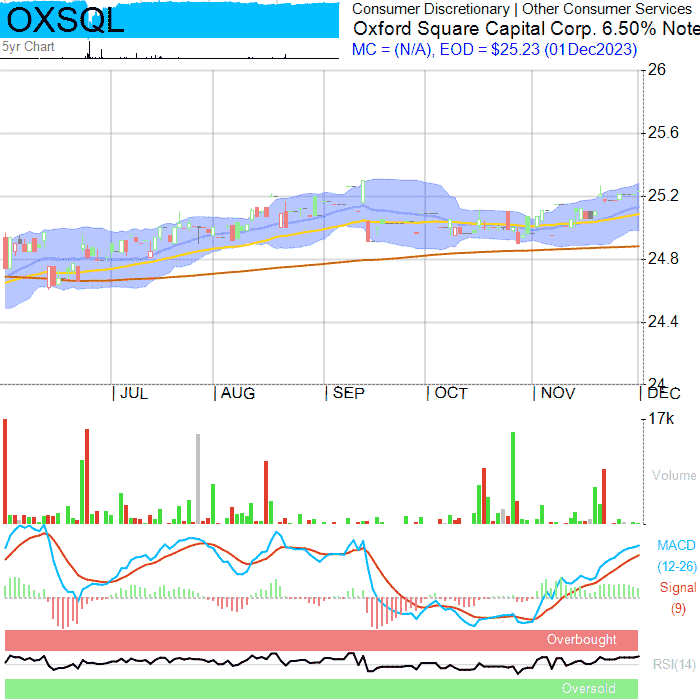 OXSQL
5yr Chart
Consumer Discretionary | Other Consumer Services
Oxford Square Capital Corp. 6.50% Note
MC = (N/A), EOD = $25.23 (01Dec2023)
26
25.6
25.2
24.8
24.4
24
JUL AUG SEP OCT NOV DEC
17k
Volume
MACD
(12-26)
Signal
(9)
Overbought
RSI(14)
Oversold